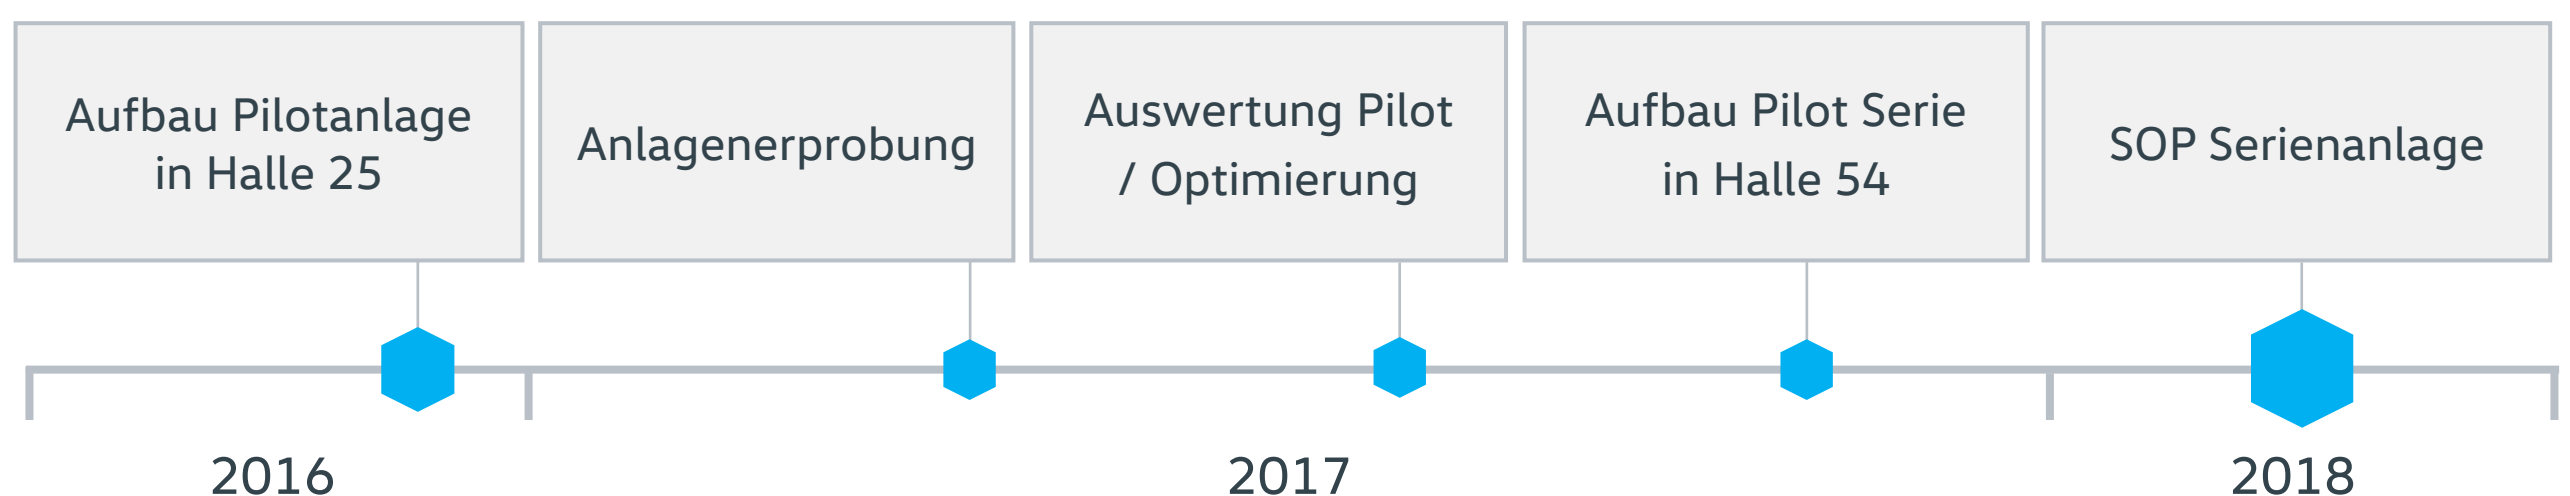 Aufbau Pilotanlage
in Halle 25
Anlagenerprobung
Auswertung Pilot
/ Optimierung
Aufbau Pilot Serie
in Halle 54
SOP Serienanlage
2016
2017
2018